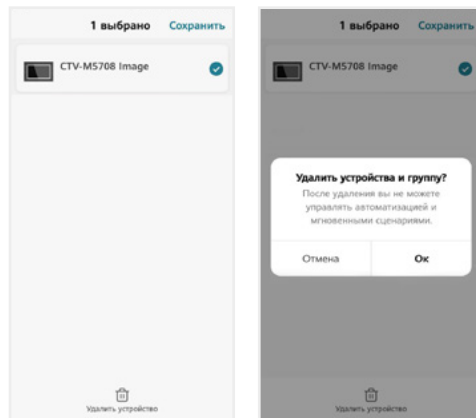 1 выбрано Сохранить
CTV-M5708 Image
Удалить устройство
1 выбрано Сохранить
CTV-M5708 Image
Удалить устройства и группу?
После удаления вы не можете
управлять автоматизацией и
мгновенными сценариями.
Отмена Ок
Удалить устройство